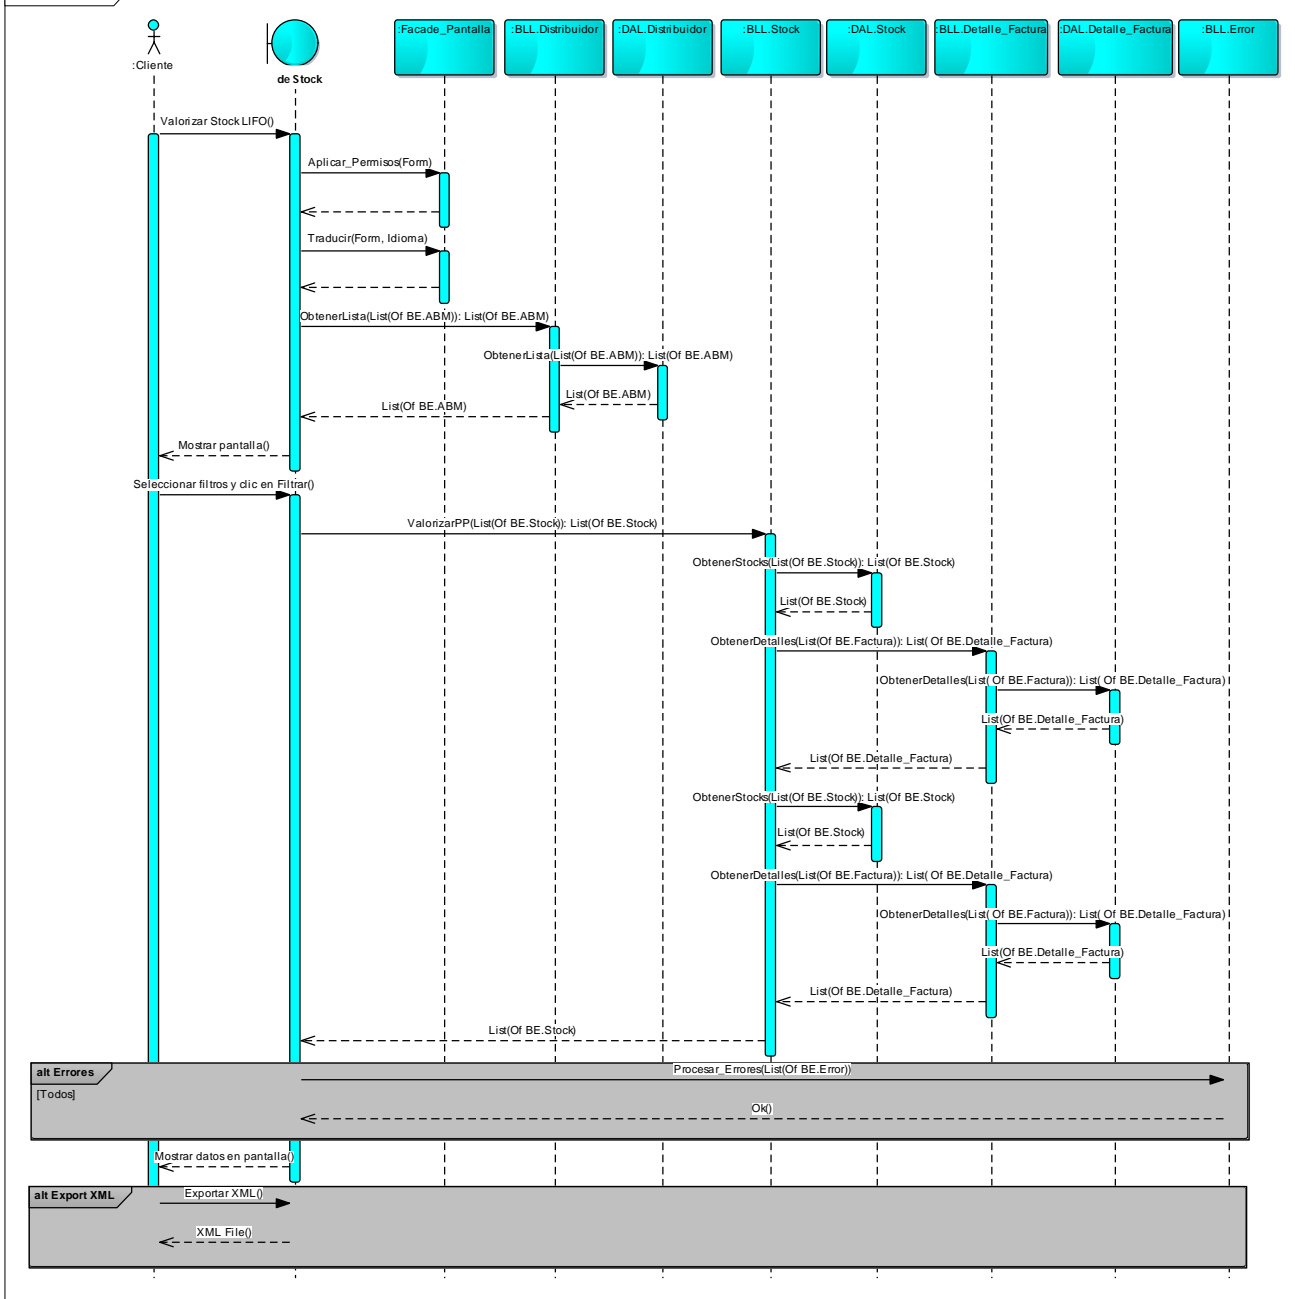 :Cliente
de Stock
:Facade_Pantalla
:BLL.Distribuidor
:DAL.Distribuidor
:BLL.Stock
:DAL.Stock
:BLL.Detalle_Factura
:DAL.Detalle_Factura
:BLL.Error
Valorizar Stock LIFO()
Aplicar_Permisos(Form)
Traducir(Form, Idioma)
ObtenerLista(List(Of BE.ABM)): List(Of BE.ABM)
ObtenerLista(List(Of BE.ABM)): List(Of BE.ABM)
List(Of BE.ABM)
List(Of BE.ABM)
Mostrar pantalla()
Seleccionar filtros y clic en Filtrar()
ValorizarPP(List(Of BE.Stock)): List(Of BE.Stock)
ObtenerStocks(List(Of BE.Stock)): List(Of BE.Stock)
List(Of BE.Stock)
ObtenerDetalles(List(Of BE.Factura)): List( Of BE.Detalle_Factura)
ObtenerDetalles(List( Of BE.Factura)): List( Of BE.Detalle_Factura)
List(Of BE.Detalle_Factura)
List(Of BE.Detalle_Factura)
ObtenerStocks(List(Of BE.Stock)): List(Of BE.Stock)
List(Of BE.Stock)
ObtenerDetalles(List(Of BE.Factura)): List( Of BE.Detalle_Factura)
ObtenerDetalles(List( Of BE.Factura)): List( Of BE.Detalle_Factura)
List(Of BE.Detalle_Factura)
List(Of BE.Detalle_Factura)
List(Of BE.Stock)
alt Errores
Procesar_Errores(List(Of BE.Error))
[Todos]
Ok()
Mostrar datos en pantalla()
alt Export XML
Exportar XML()
XML File()